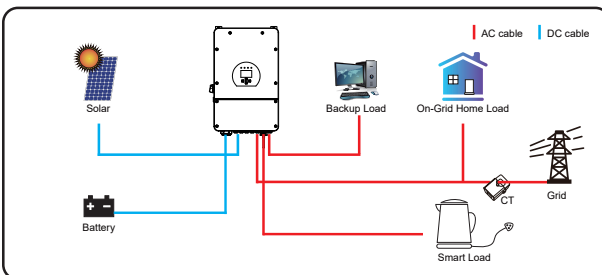 AC cable
DC cable
Solar
Backup Load
On-Grid Home Load
CT
Grid
Battery
Smart Load